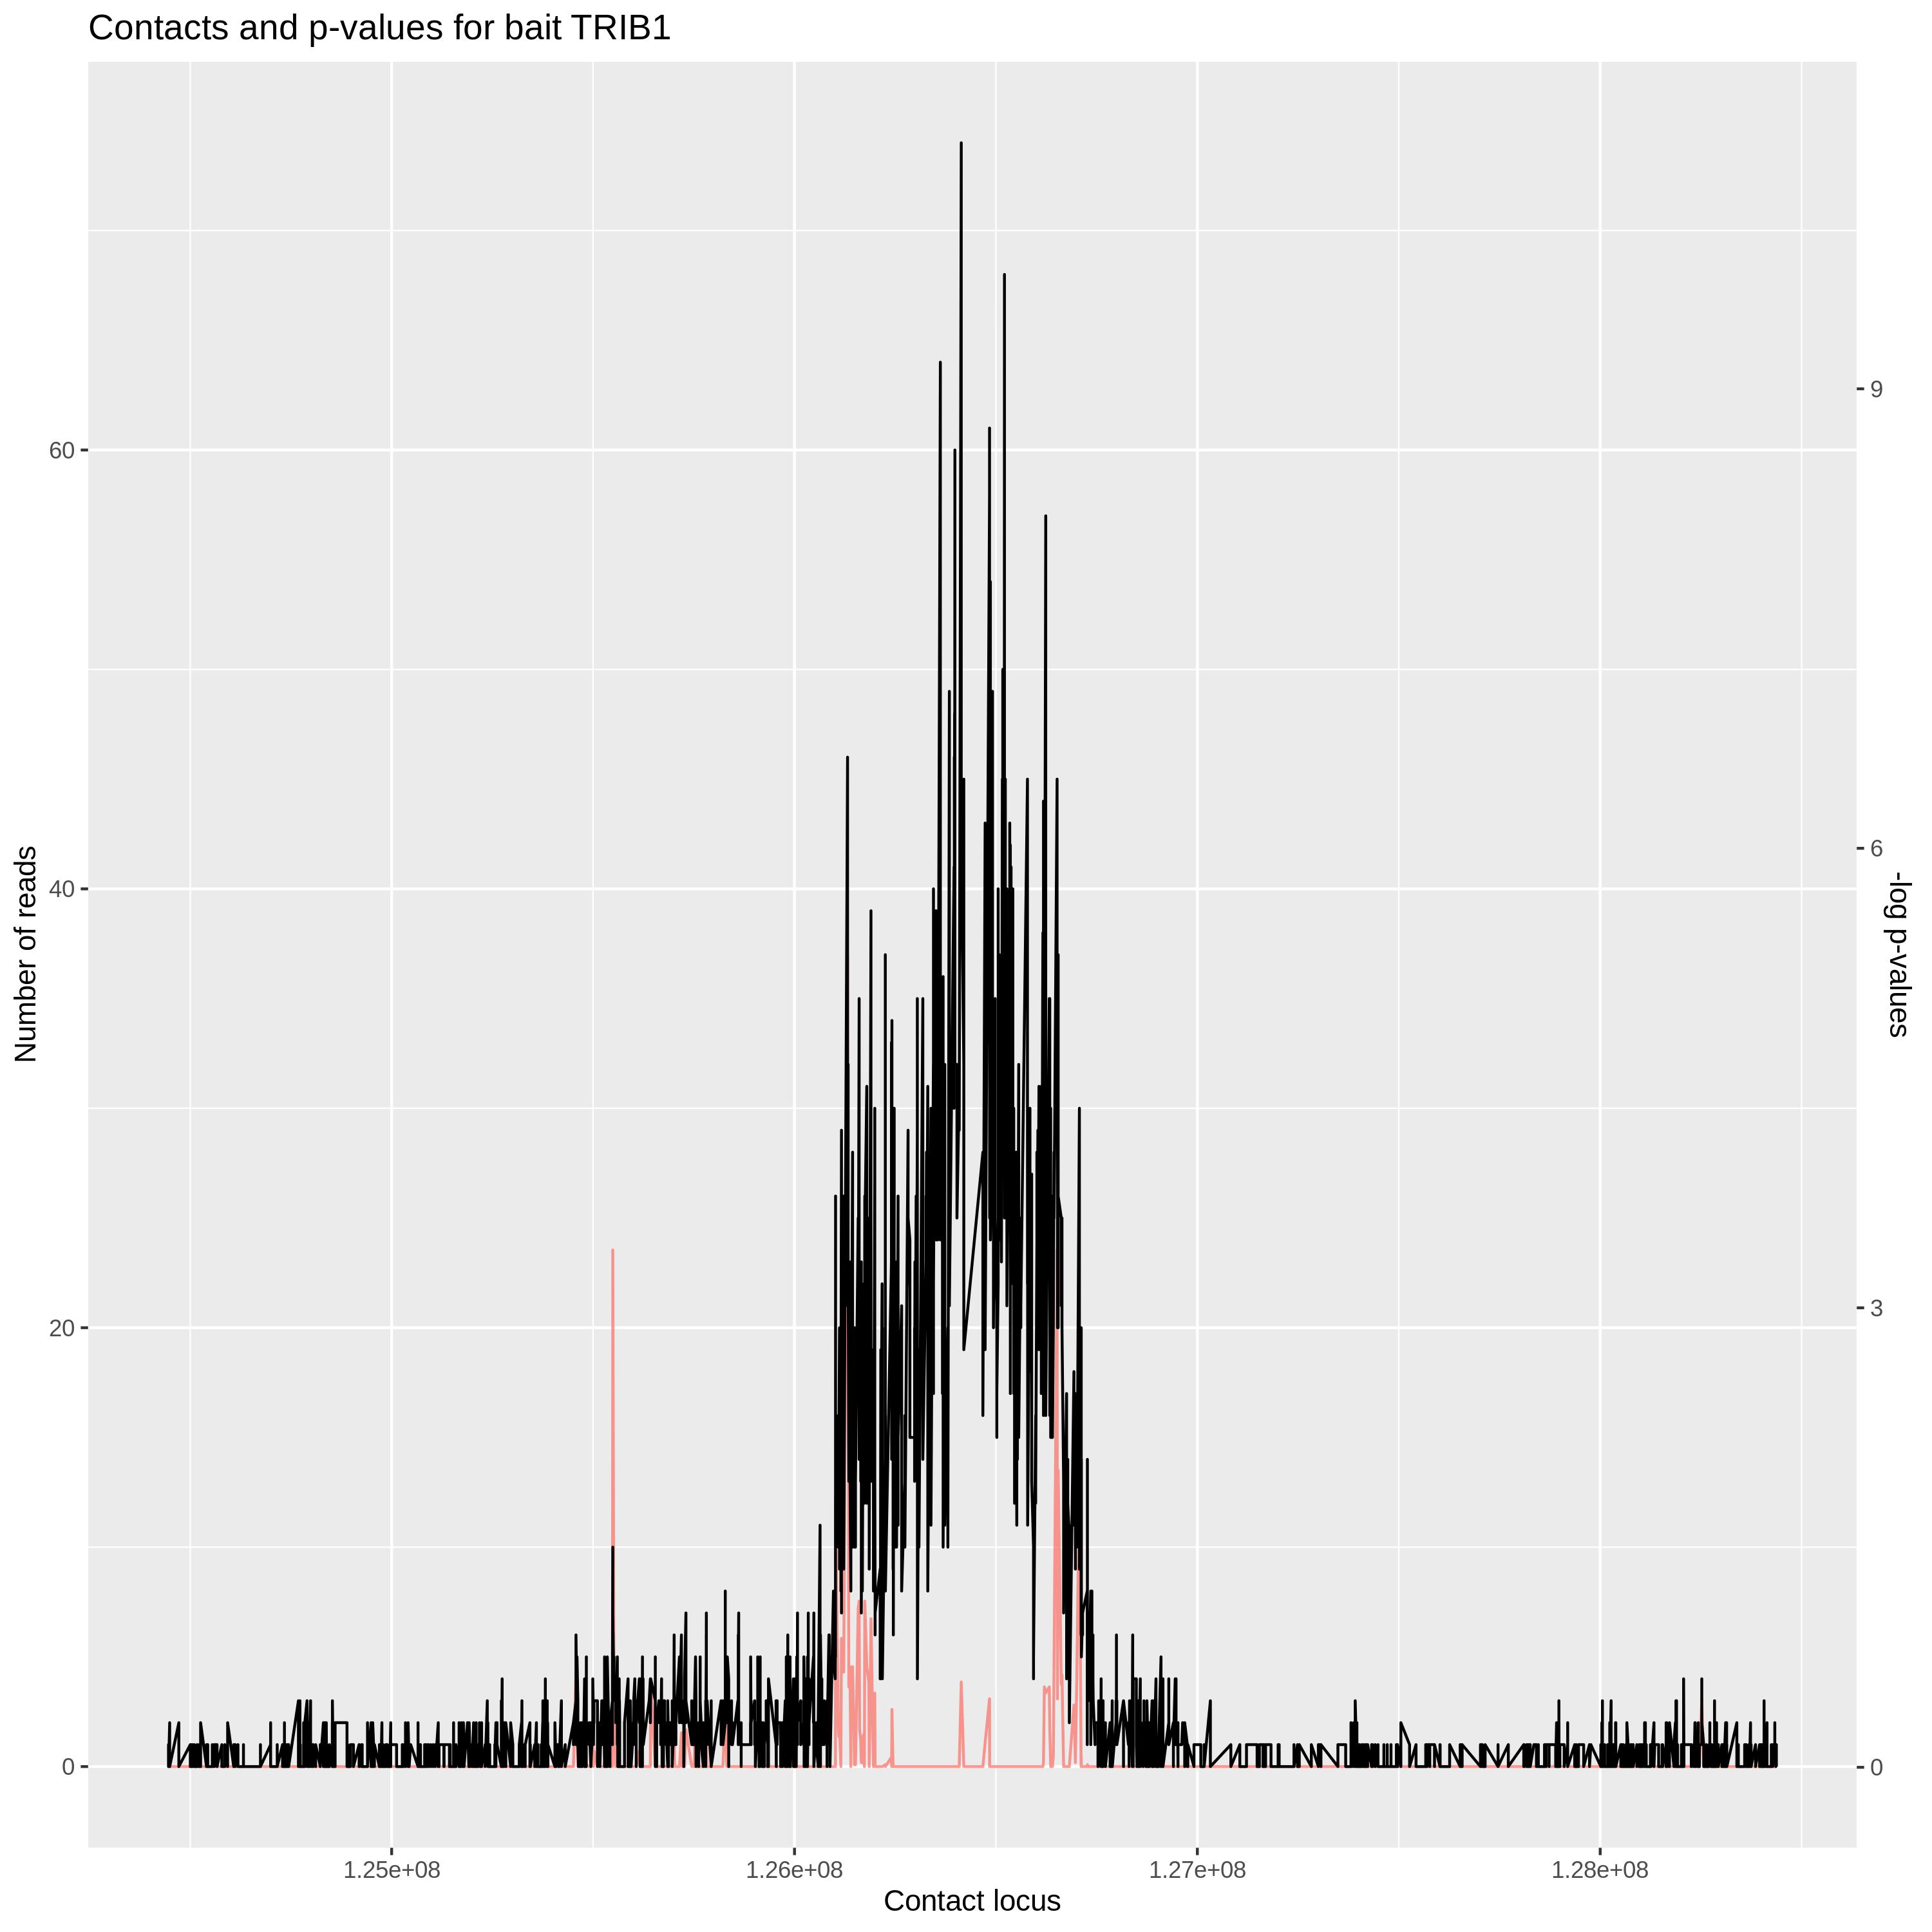 Contacts and p-values for bait TRIB1
60
40
20
0
9
6
3
0
Number of reads
-log p-values
1.25e+08 1.26e+08 1.27e+08 1.28e+08
Contact locus